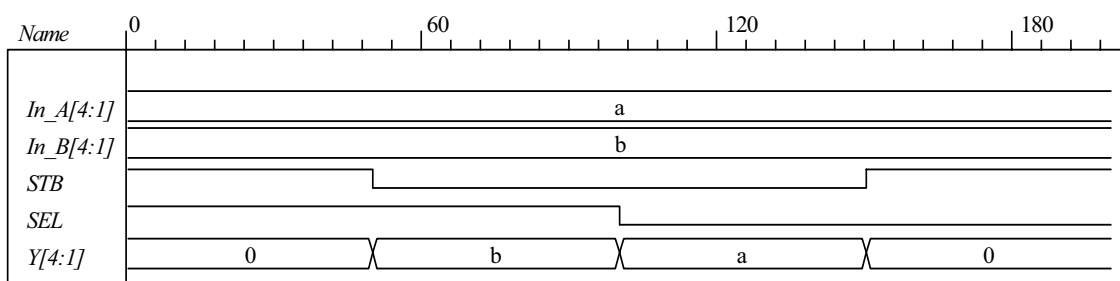 Name 0 60 120 180
In_A[4:1] a
In_B[4:1] b
STB
SEL
Y[4:1] 0 b a 0